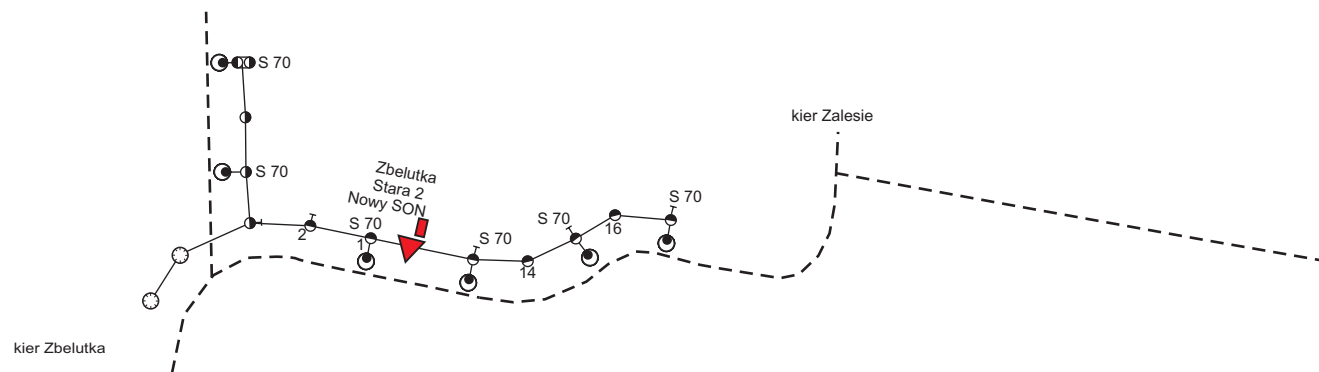 S 70
kier Zalesie
S 70
Zbelutka
Stara 2
Nowy SON
S 70
S 70
16
S 70
2
1
S 70
14
kier Zbelutka